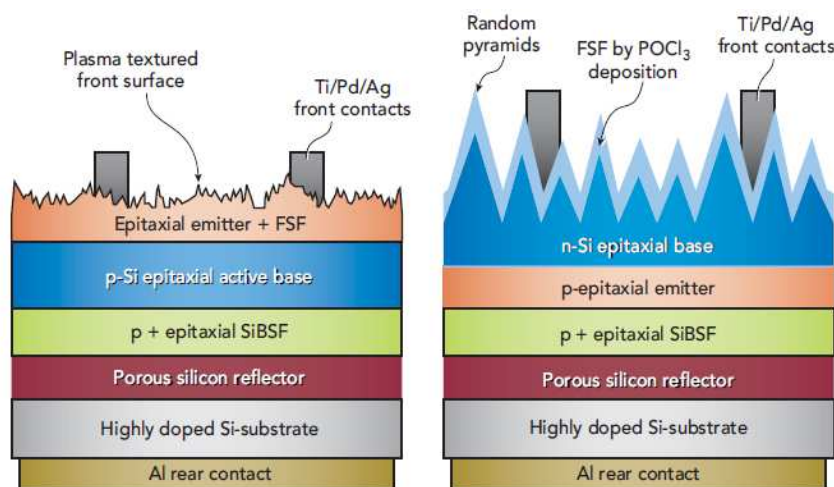 Plasma textured
front surface
Ti/Pd/Ag
front contacts
Epitaxial emitter + FSF
p-Si epitaxial active base
p + epitaxial SiBSF
Porous silicon reflector
Highly doped Si-substrate
Al rear contact
Random
pyramids
FSF by POCl₃
deposition
Ti/Pd/Ag
front contacts
n-Si epitaxial base
p-epitaxial emitter
p + epitaxial SiBSF
Porous silicon reflector
Highly doped Si-substrate
Al rear contact